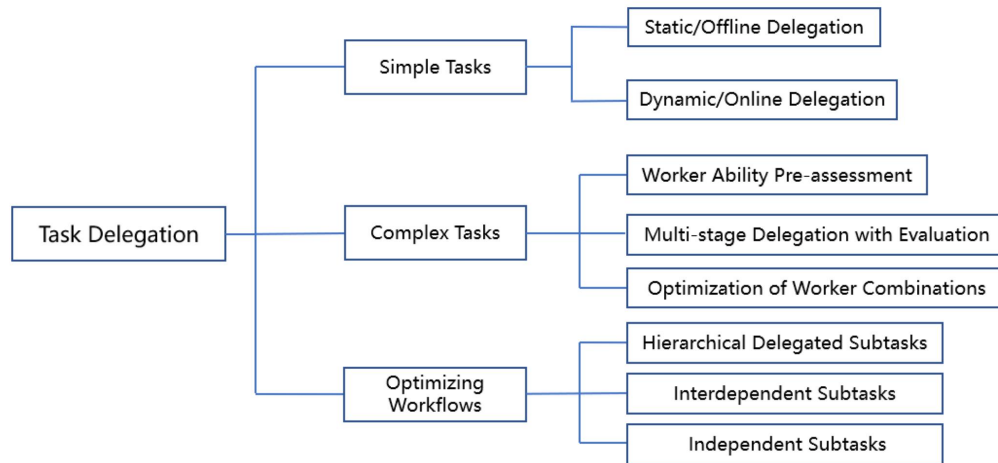 Task Delegation
Simple Tasks
Static/Offline Delegation
Dynamic/Online Delegation
Complex Tasks
Worker Ability Pre-assessment
Multi-stage Delegation with Evaluation
Optimization of Worker Combinations
Optimizing
Workflows
Hierarchical Delegated Subtasks
Interdependent Subtasks
Independent Subtasks